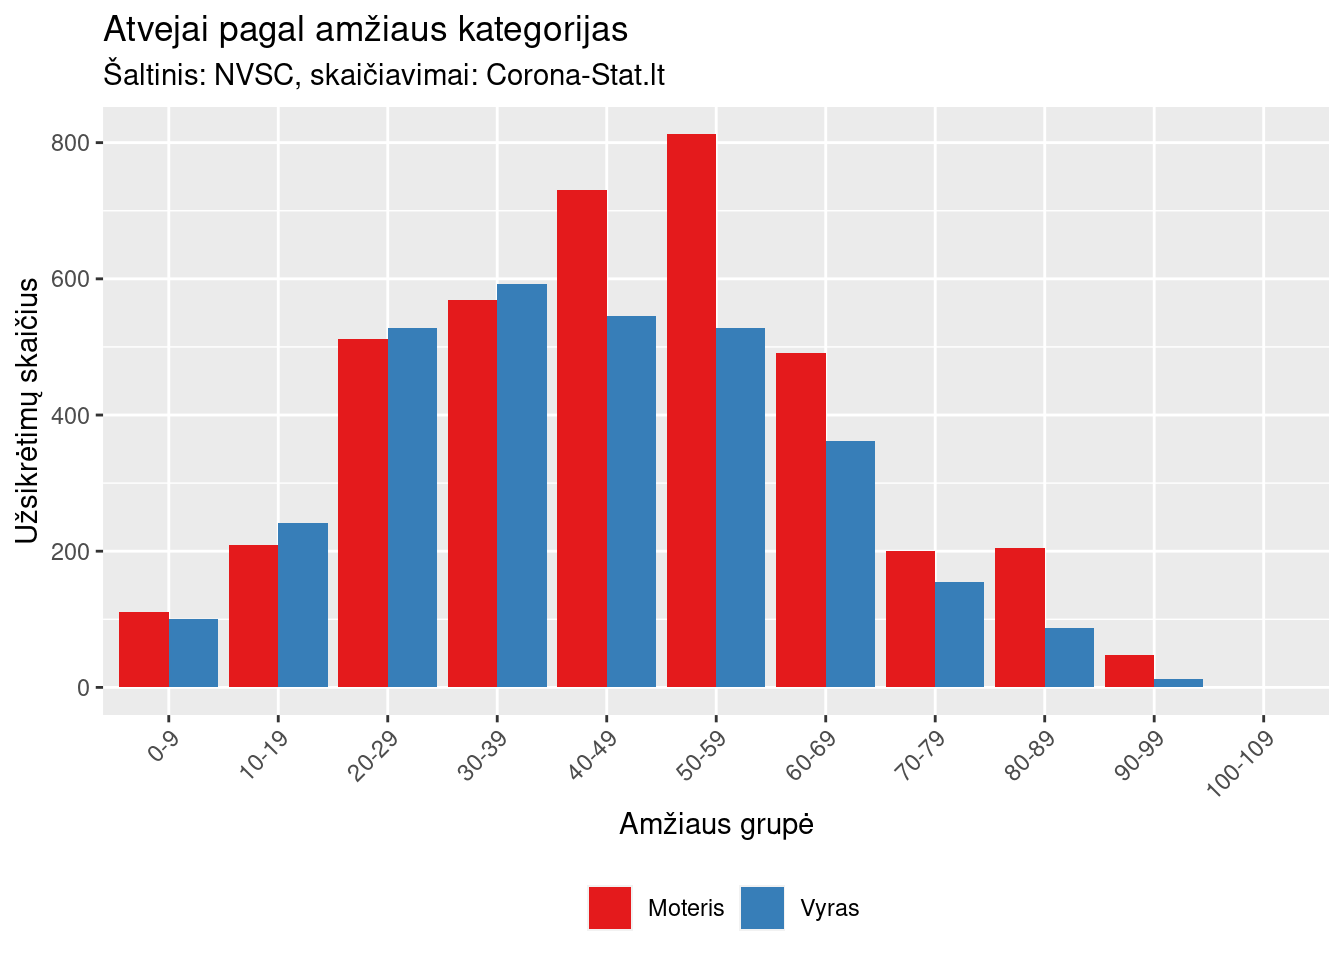 Atvejai pagal amžiaus kategorijas
Šaltinis: NVSC, skaičiavimai: Corona-Stat.lt
Užsikrėtimų skaičius
800
600
400
200
0
0-9
10-19
20-29
30-39
40-49
50-59
60-69
70-79
80-89
90-99
100-109
Amžiaus grupė
Moteris
Vyras